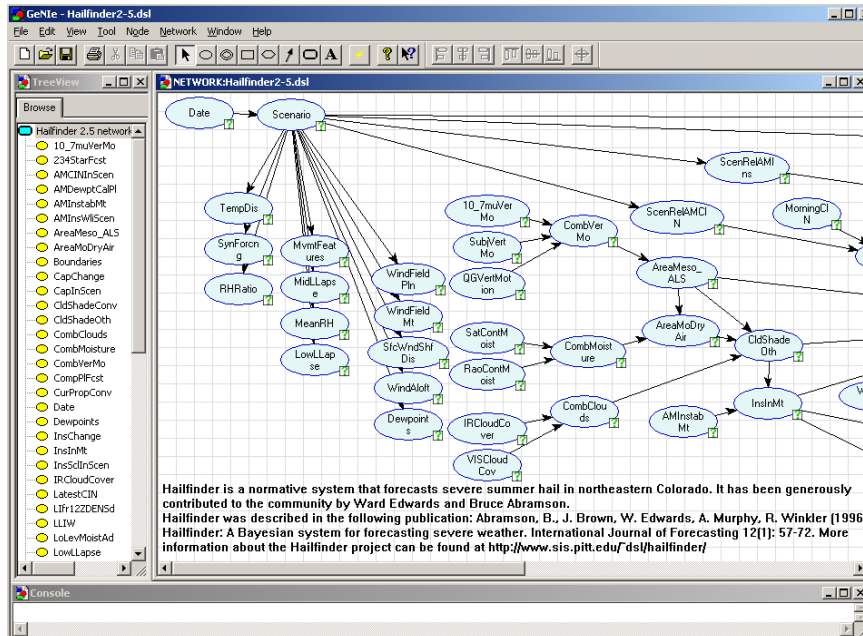 GeNIe - Hailfinder2-5.dsl
File Edit View Tool Node Network Window Help
A
TreeView
Browse
Hailfinder 2.5 network
10_7muVerMo
234StarFcst
AMCINInScen
AMDewptCalPl
AMInstabMt
AMInsWliScen
AreaMeso_ALS
AreaMoDryAir
Boundaries
CapChange
CapInScen
CldShadeConv
CldShadeOth
CombClouds
CombMoisture
CombVerMo
CompPlFcst
CurPropConv
Date
Dewpoints
InsChange
InsInMt
InsSclInScen
IRCloudCover
LatestCIN
LIfr12ZDENSd
LLIW
LoLevMoistAd
LowLLapse
NETWORK:Hailfinder2-5.dsl
Date
Scenario
ScenRelAMI
ns
TempDis
10_7muVer
Mo
ScenRelAMCI
N
MorningCI
N
SynForcn
g
MvmtFeatu
res
SubjVert
Mo
CombVer
Mo
RHRatio
MidLLap
se
WindField
Pln
QGVertMot
ion
AreaMeso_
ALS
MeanRH
WindField
Mt
SatContM
oist
AreaMoDry
Air
LowLLa
pse
SfcWndShf
Dis
CombMoist
ure
CldShade
Oth
RaoContM
oist
WindAloft
Dewpoint
s
IRCloudCo
ver
CombClou
ds
AMInstab
Mt
InsInMt
VISCloud
Cov
Hailfinder is a normative system that forecasts severe summer hail in northeastern Colorado. It has been generously
contributed to the community by Ward Edwards and Bruce Abramson.
Hailfinder was described in the following publication: Abramson, B., J. Brown, W. Edwards, A. Murphy, R. Winkler (1996
Hailfinder: A Bayesian system for forecasting severe weather. International Journal of Forecasting 12(1): 57-72. More
information about the Hailfinder project can be found at http://www.sis.pitt.edu/~dsl/hailfinder/
Console